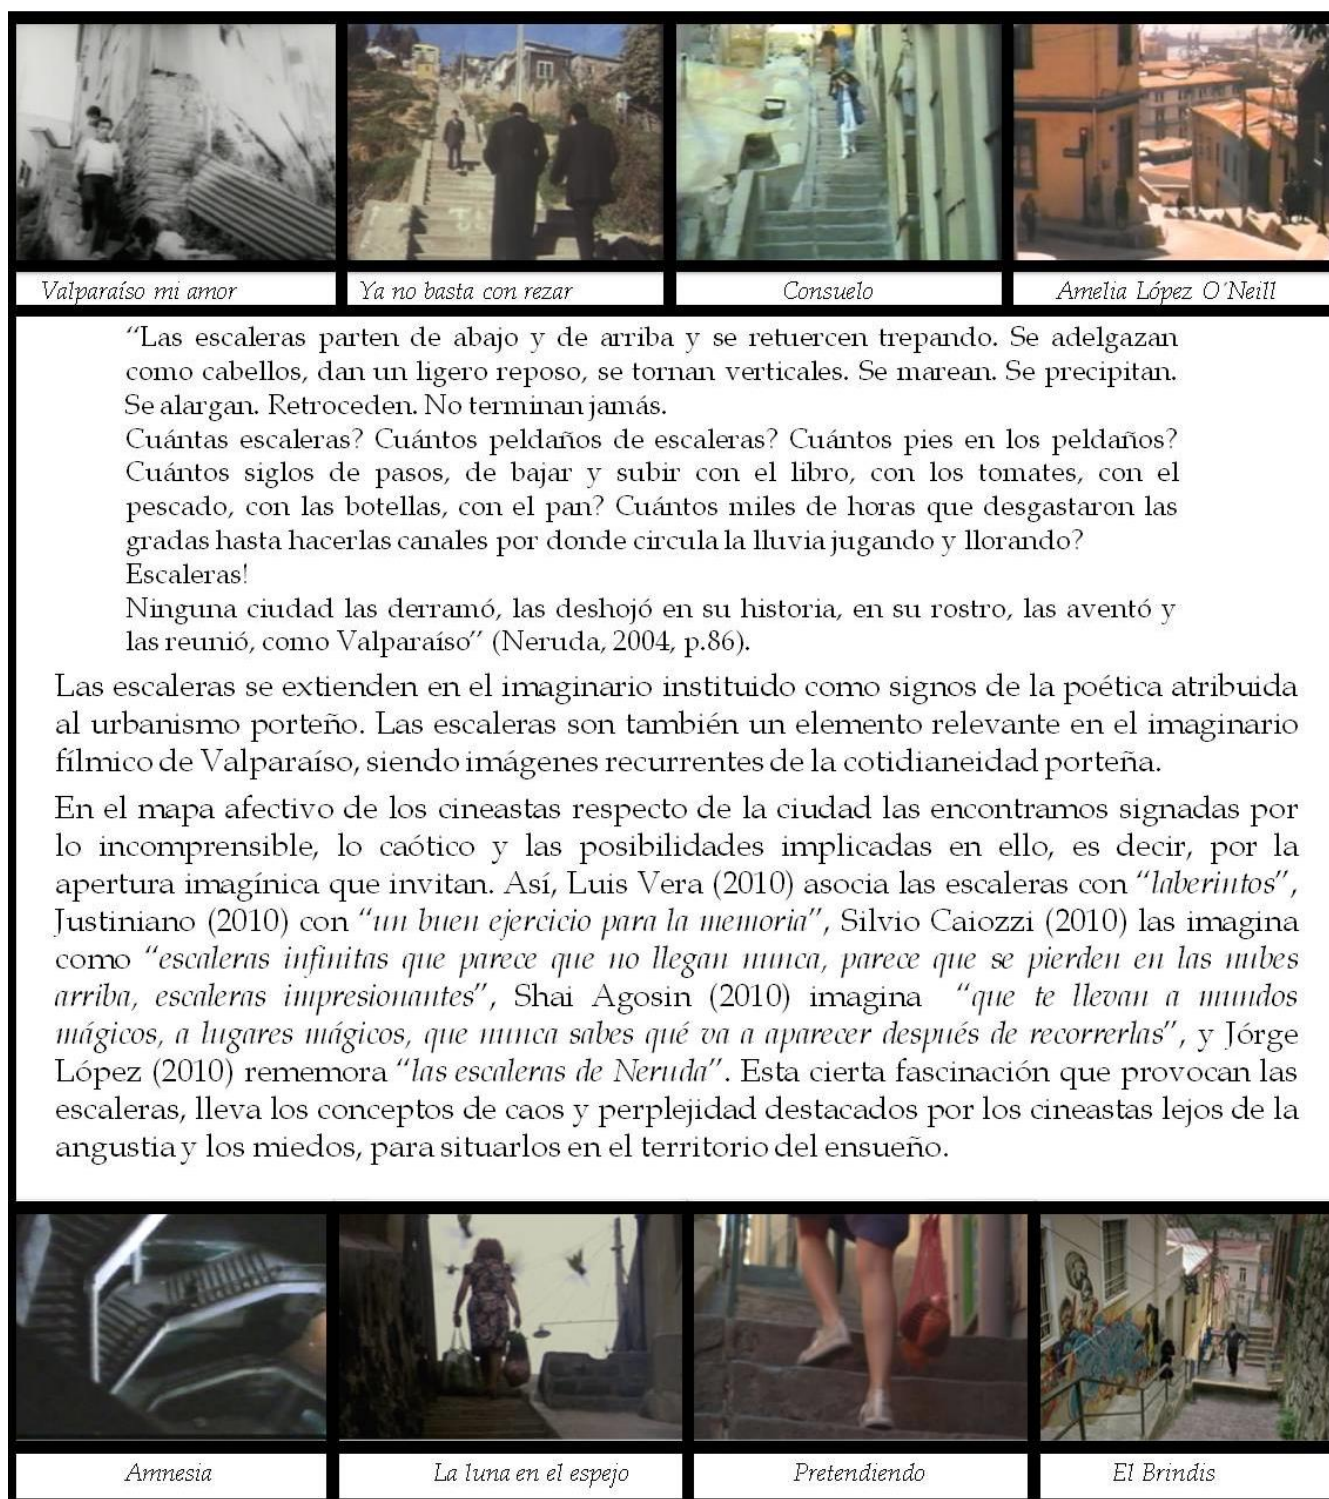 Valparaíso mi amor
Ya no basta con rezar
Consuelo
Amelia López O´Neill
“Las escaleras parten de abajo y de arriba y se retuercen trepando. Se adelgazan
como cabellos, dan un ligero reposo, se tornan verticales. Se marean. Se precipitan.
Se alargan. Retroceden. No terminan jamás.
Cuántas escaleras? Cuántos peldaños de escaleras? Cuántos pies en los peldaños?
Cuántos siglos de pasos, de bajar y subir con el libro, con los tomates, con el
pescado, con las botellas, con el pan? Cuántos miles de horas que desgastaron las
gradas hasta hacerlas canales por donde circula la lluvia jugando y llorando?
Escaleras!
Ninguna ciudad las derramó, las deshojó en su historia, en su rostro, las aventó y
las reunió, como Valparaíso” (Neruda, 2004, p.86).
Las escaleras se extienden en el imaginario instituido como signos de la poética atribuida
al urbanismo porteño. Las escaleras son también un elemento relevante en el imaginario
fílmico de Valparaíso, siendo imágenes recurrentes de la cotidianeidad porteña.
En el mapa afectivo de los cineastas respecto de la ciudad las encontramos signadas por
lo incomprensible, lo caótico y las posibilidades implicadas en ello, es decir, por la
apertura imagínica que invitan. Así, Luis Vera (2010) asocia las escaleras con “laberintos”,
Justiniano (2010) con “un buen ejercicio para la memoria”, Silvio Caiozzi (2010) las imagina
como “escaleras infinitas que parece que no llegan nunca, parece que se pierden en las nubes
arriba, escaleras impresionantes”, Shai Agosin (2010) imagina “que te llevan a mundos
mágicos, a lugares mágicos, que nunca sabes qué va a aparecer después de recorrerlas”, y Jórge
López (2010) rememora “las escaleras de Neruda”. Esta cierta fascinación que provocan las
escaleras, lleva los conceptos de caos y perplejidad destacados por los cineastas lejos de la
angustia y los miedos, para situarlos en el territorio del ensueño.
Amnesia
La luna en el espejo
Pretendiendo
El Brindis